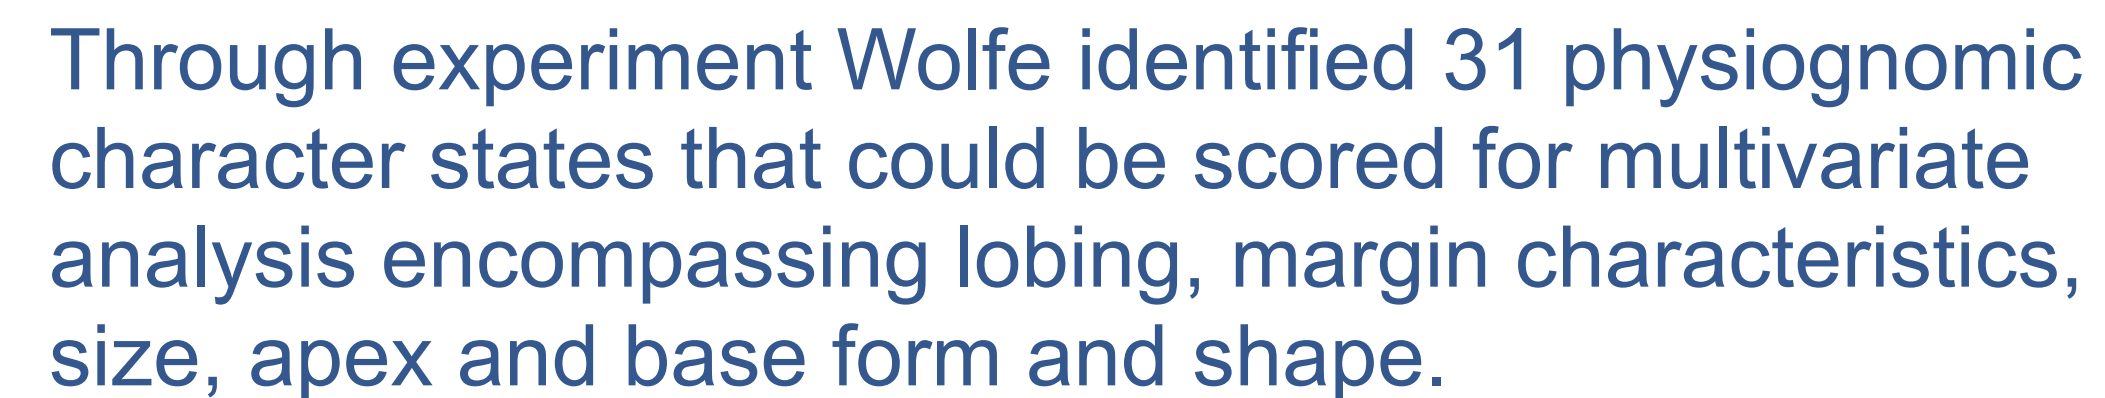 Through experiment Wolfe identified 31 physiognomic
character states that could be scored for multivariate
analysis encompassing lobing, margin characteristics,
size, apex and base form and shape.